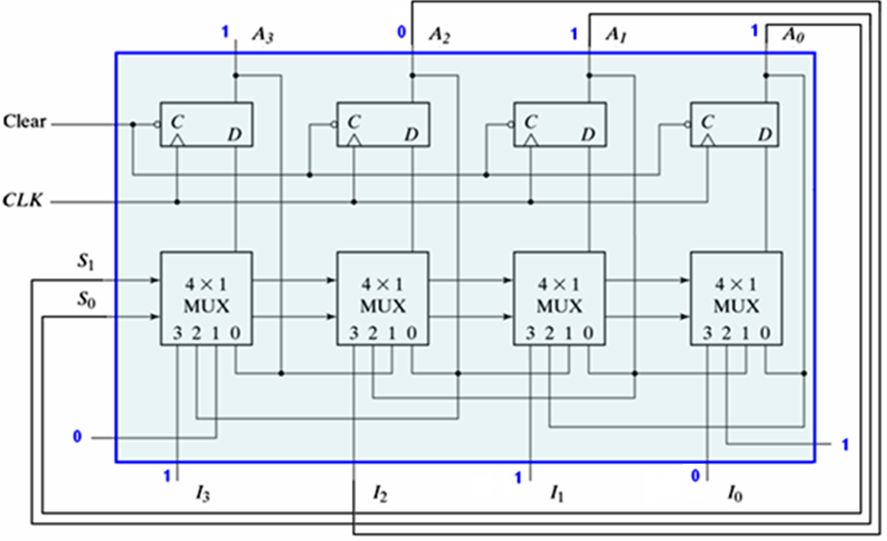 1 A3 0 A2 1 A1 1 A0
Clear C D C D C D C D
CLK
S1
S0
4 × 1 4 × 1 4 × 1 4 × 1
MUX MUX MUX MUX
3 2 1 0 3 2 1 0 3 2 1 0 3 2 1 0
0 1
1 1 0
I3 I2 I1 I0